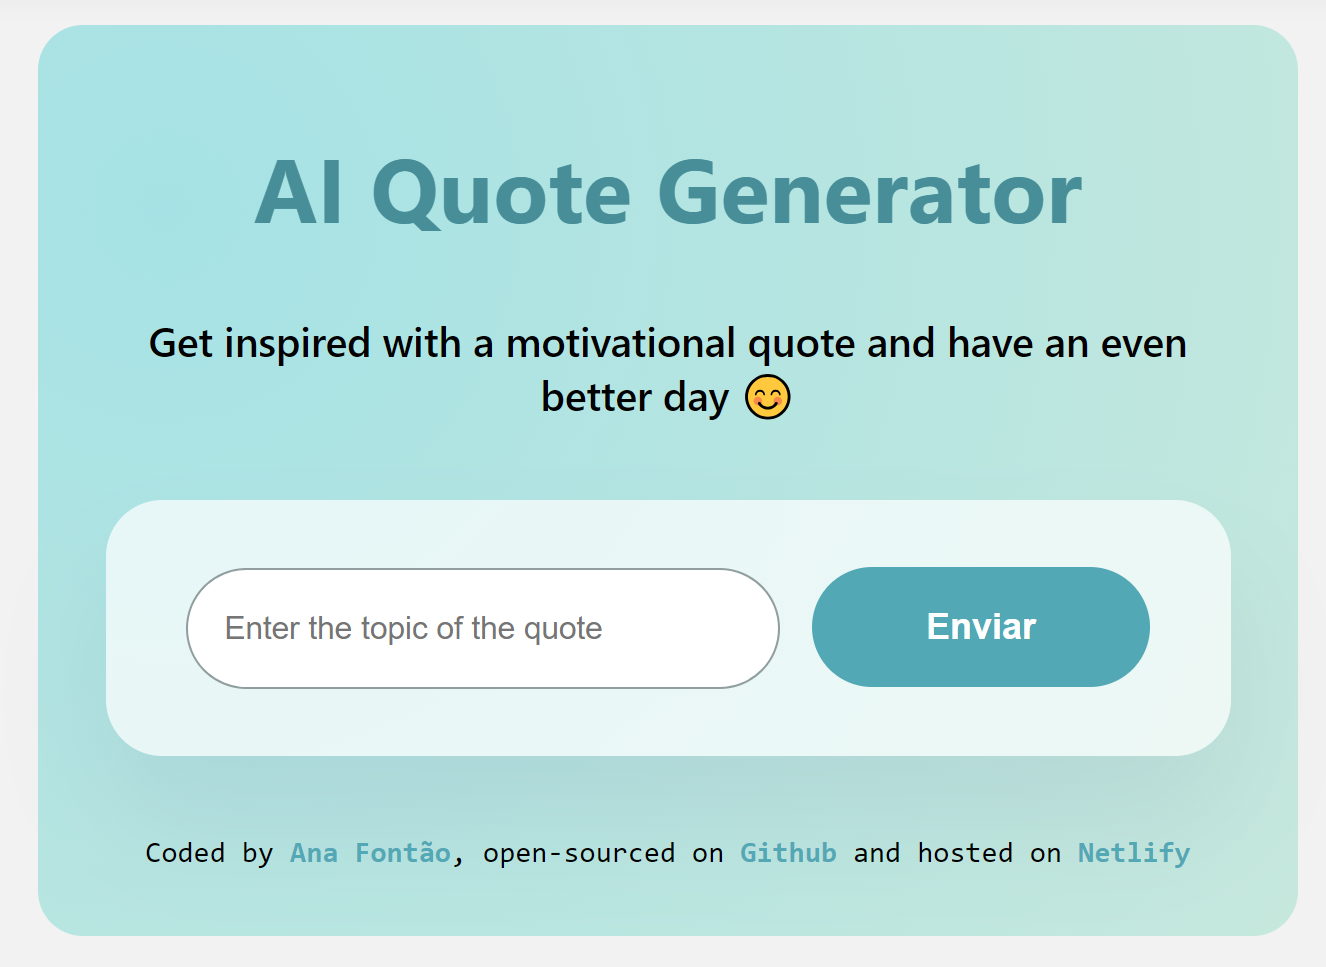 AI Quote Generator
Get inspired with a motivational quote and have an even
better day 😊
Enter the topic of the quote
Enviar
Coded by Ana Fontão, open-sourced on Github and hosted on Netlify